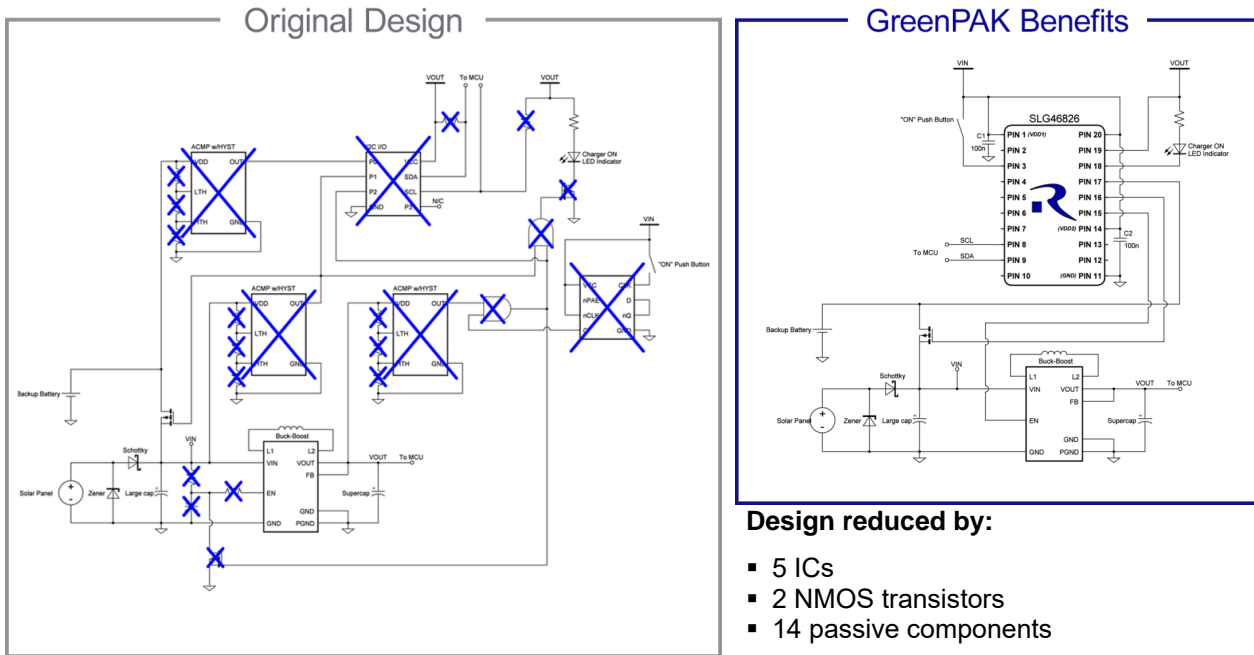 Original Design
VOUT
To MCU
VOUT
ACMP w/HYST
I2C I/O
VDD
OUT
P0
VCC
Charger ON
LED Indicator
LTH
P1
SDA
P2
SCL
HTH
GND
GND
P3
N/C
VIN
"ON" Push Button
ACMP w/HYST
ACMP w/HYST
VCC
CLK
VDD
OUT
VDD
OUT
nPAE
D
LTH
LTH
nCLR
nQ
Q
GND
HTH
GND
HTH
GND
Backup Battery
Schottky
VIN
Buck-Boost
L1
L2
VIN
VOUT
VOUT
To MCU
FB
Solar Panel
Zener
Large cap
EN
Supercap
GND
GND
PGND
GreenPAK Benefits
VIN
VOUT
SLG46826
"ON" Push Button
C1
100n
PIN 1 (VDD1)
PIN 20
PIN 2
PIN 19
Charger ON
LED Indicator
PIN 3
PIN 18
PIN 4
PIN 17
PIN 5
PIN 16
PIN 6
PIN 15
PIN 7
(VDD2) PIN 14
C2
100n
To MCU
SCL
PIN 8
PIN 13
SDA
PIN 9
PIN 12
PIN 10
(GND) PIN 11
Backup Battery
Buck-Boost
Schottky
VIN
L1
L2
VIN
VOUT
VOUT
To MCU
FB
Solar Panel
Zener
Large cap
EN
Supercap
GND
GND
PGND
Design reduced by:
▪ 5 ICs
▪ 2 NMOS transistors
▪ 14 passive components